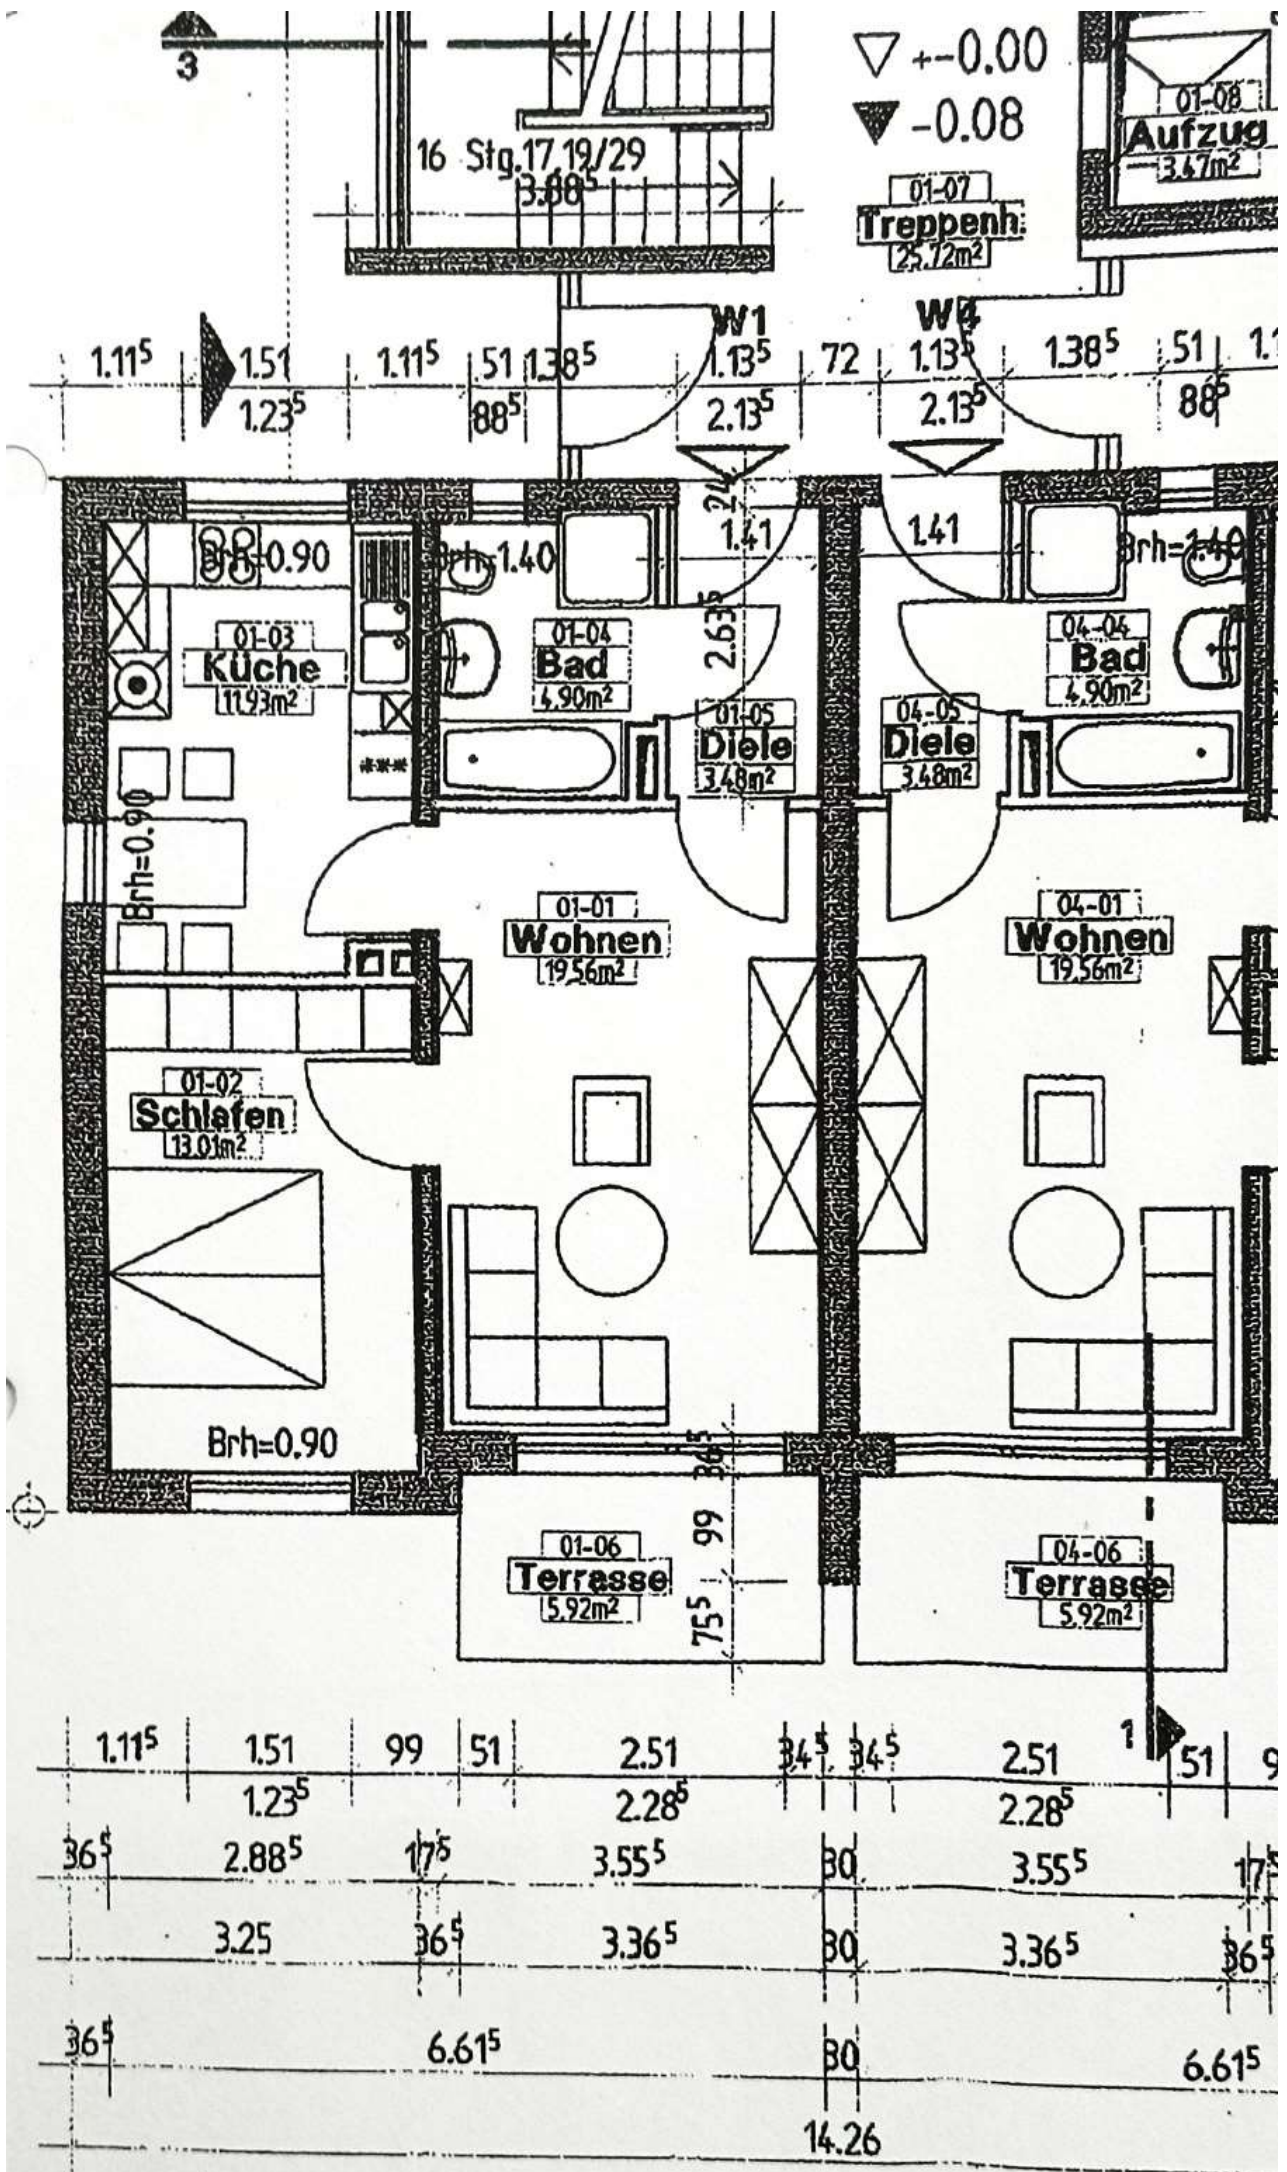 3
+-0.00
-0.08
16 Stg.17,19/29
3.88⁵
01-07
Treppenh.
25.72m²
01-08
Aufzug
3.47m²
W1
W4
1.11⁵ 1.51 1.11⁵ 51 1.38⁵ 1.13⁵ 72 1.13⁵ 1.38⁵ 51
1.23⁵ 88⁵ 2.13⁵ 2.13⁵ 88⁵
24
1.41
1.41
2.63⁵
Brh=0.90
Brh=1.40
Brh=1.40
01-03
Küche
11.93m²
01-04
Bad
4.90m²
04-04
Bad
4.90m²
01-05
Diele
3.48m²
04-05
Diele
3.48m²
Brh=0.90
01-01
Wohnen
19.56m²
04-01
Wohnen
19.56m²
01-02
Schlafen
13.01m²
Brh=0.90
36⁵
99
75⁵
01-06
Terrasse
5.92m²
04-06
Terrasse
5.92m²
1
1.11⁵ 1.51 99 51 2.51 34⁵ 34⁵ 2.51 51
1.23⁵ 2.28⁵ 2.28⁵
36⁵ 2.88⁵ 17⁵ 3.55⁵ 30 3.55⁵ 17⁵
3.25 36⁵ 3.36⁵ 30 3.36⁵ 36⁵
36⁵ 6.61⁵ 30 6.61⁵
14.26